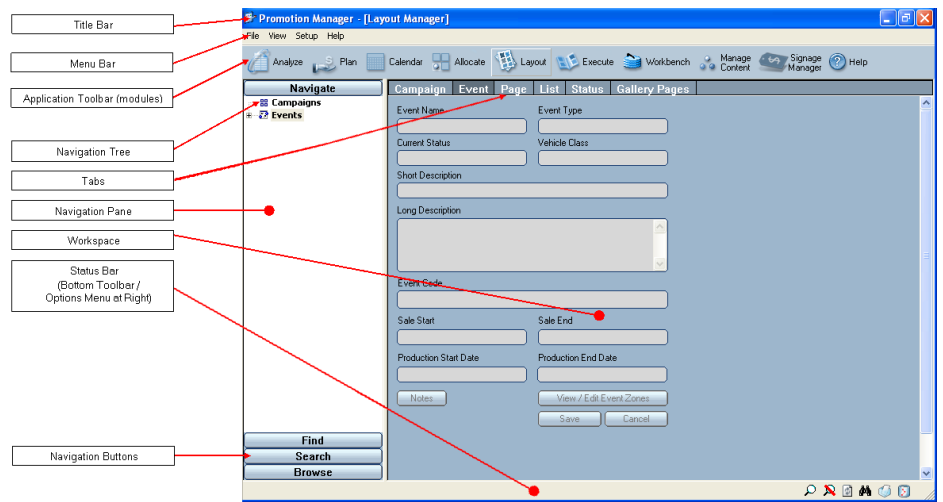 Title Bar
Promotion Manager - [Layout Manager]
Menu Bar
File View Setup Help
Application Toolbar (modules)
Analyze Plan Calendar Allocate Layout Execute Workbench Manage Content Signage Manager Help
Navigate
Campaign Event Page List Status Gallery Pages
Campaigns
Events
Navigation Tree
Tabs
Navigation Pane
Workspace
Status Bar
(Bottom Toolbar /
Options Menu at Right)
Navigation Buttons
Event Name Event Type
Current Status Vehicle Class
Short Description
Long Description
Event Code
Sale Start Sale End
Production Start Date Production End Date
Notes View / Edit Event Zones
Save Cancel
Find
Search
Browse